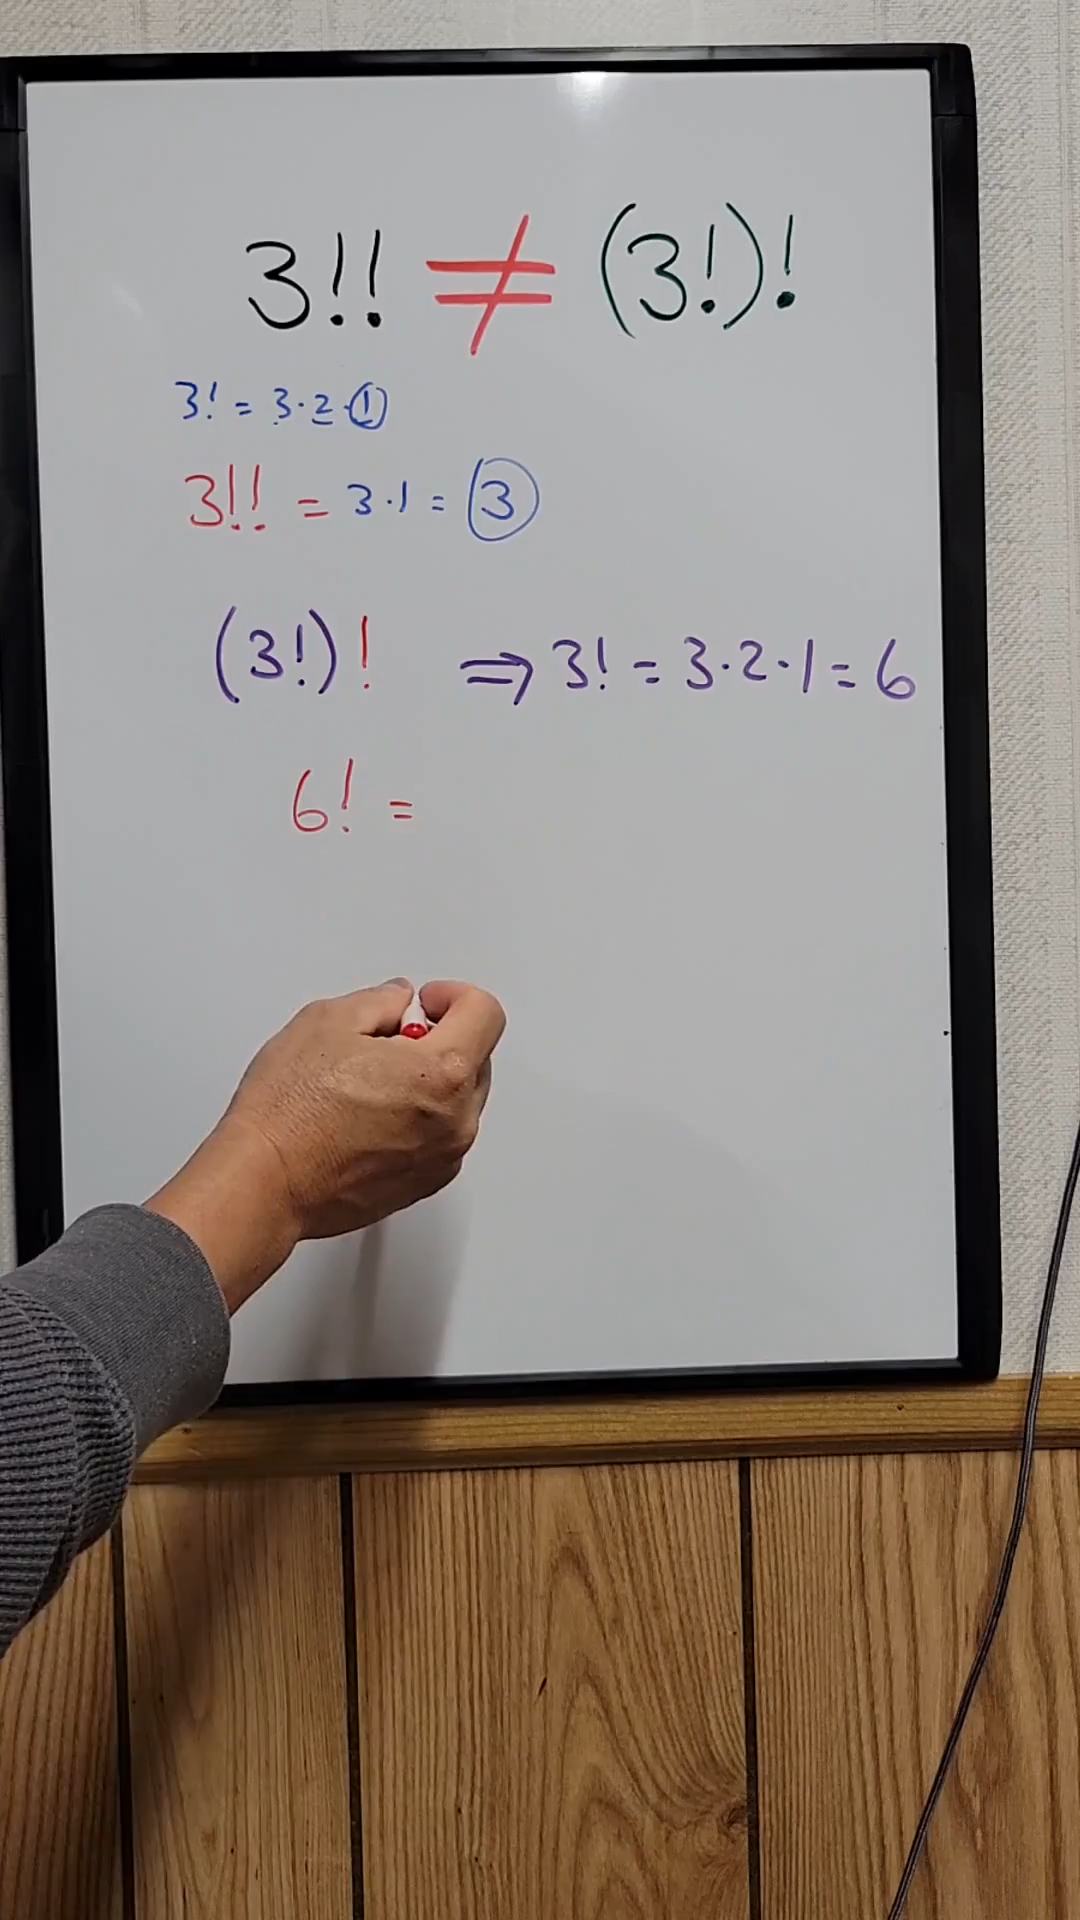 3!! ≠ (3!)!
3! = 3·2·1
3!! = 3·1 = 3
(3!)! ⇒ 3! = 3·2·1 = 6
6! =